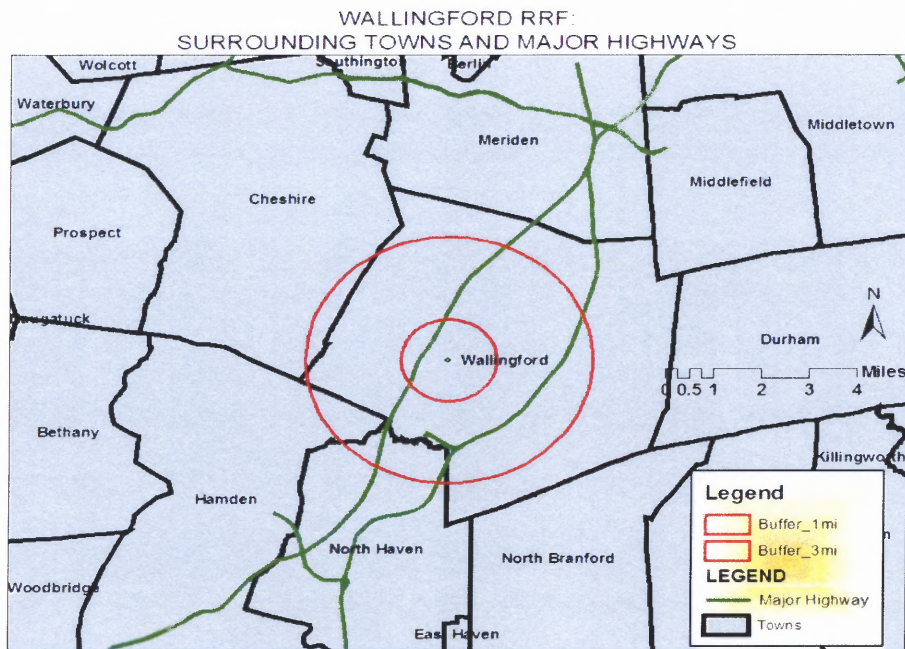 WALLINGFORD RRF:
SURROUNDING TOWNS AND MAJOR HIGHWAYS
Wolcott
Southington
Berlin
Waterbury
Meriden
Middletown
Middlefield
Cheshire
Prospect
N
augatuck
Durham
Wallingford
Miles
0 0.5 1 2 3 4
Bethany
Killingworth
Hamden
North Haven
North Branford
Woodbridge
East Haven
Legend
Buffer_1mi
Buffer_3mi
LEGEND
Major Highway
Towns